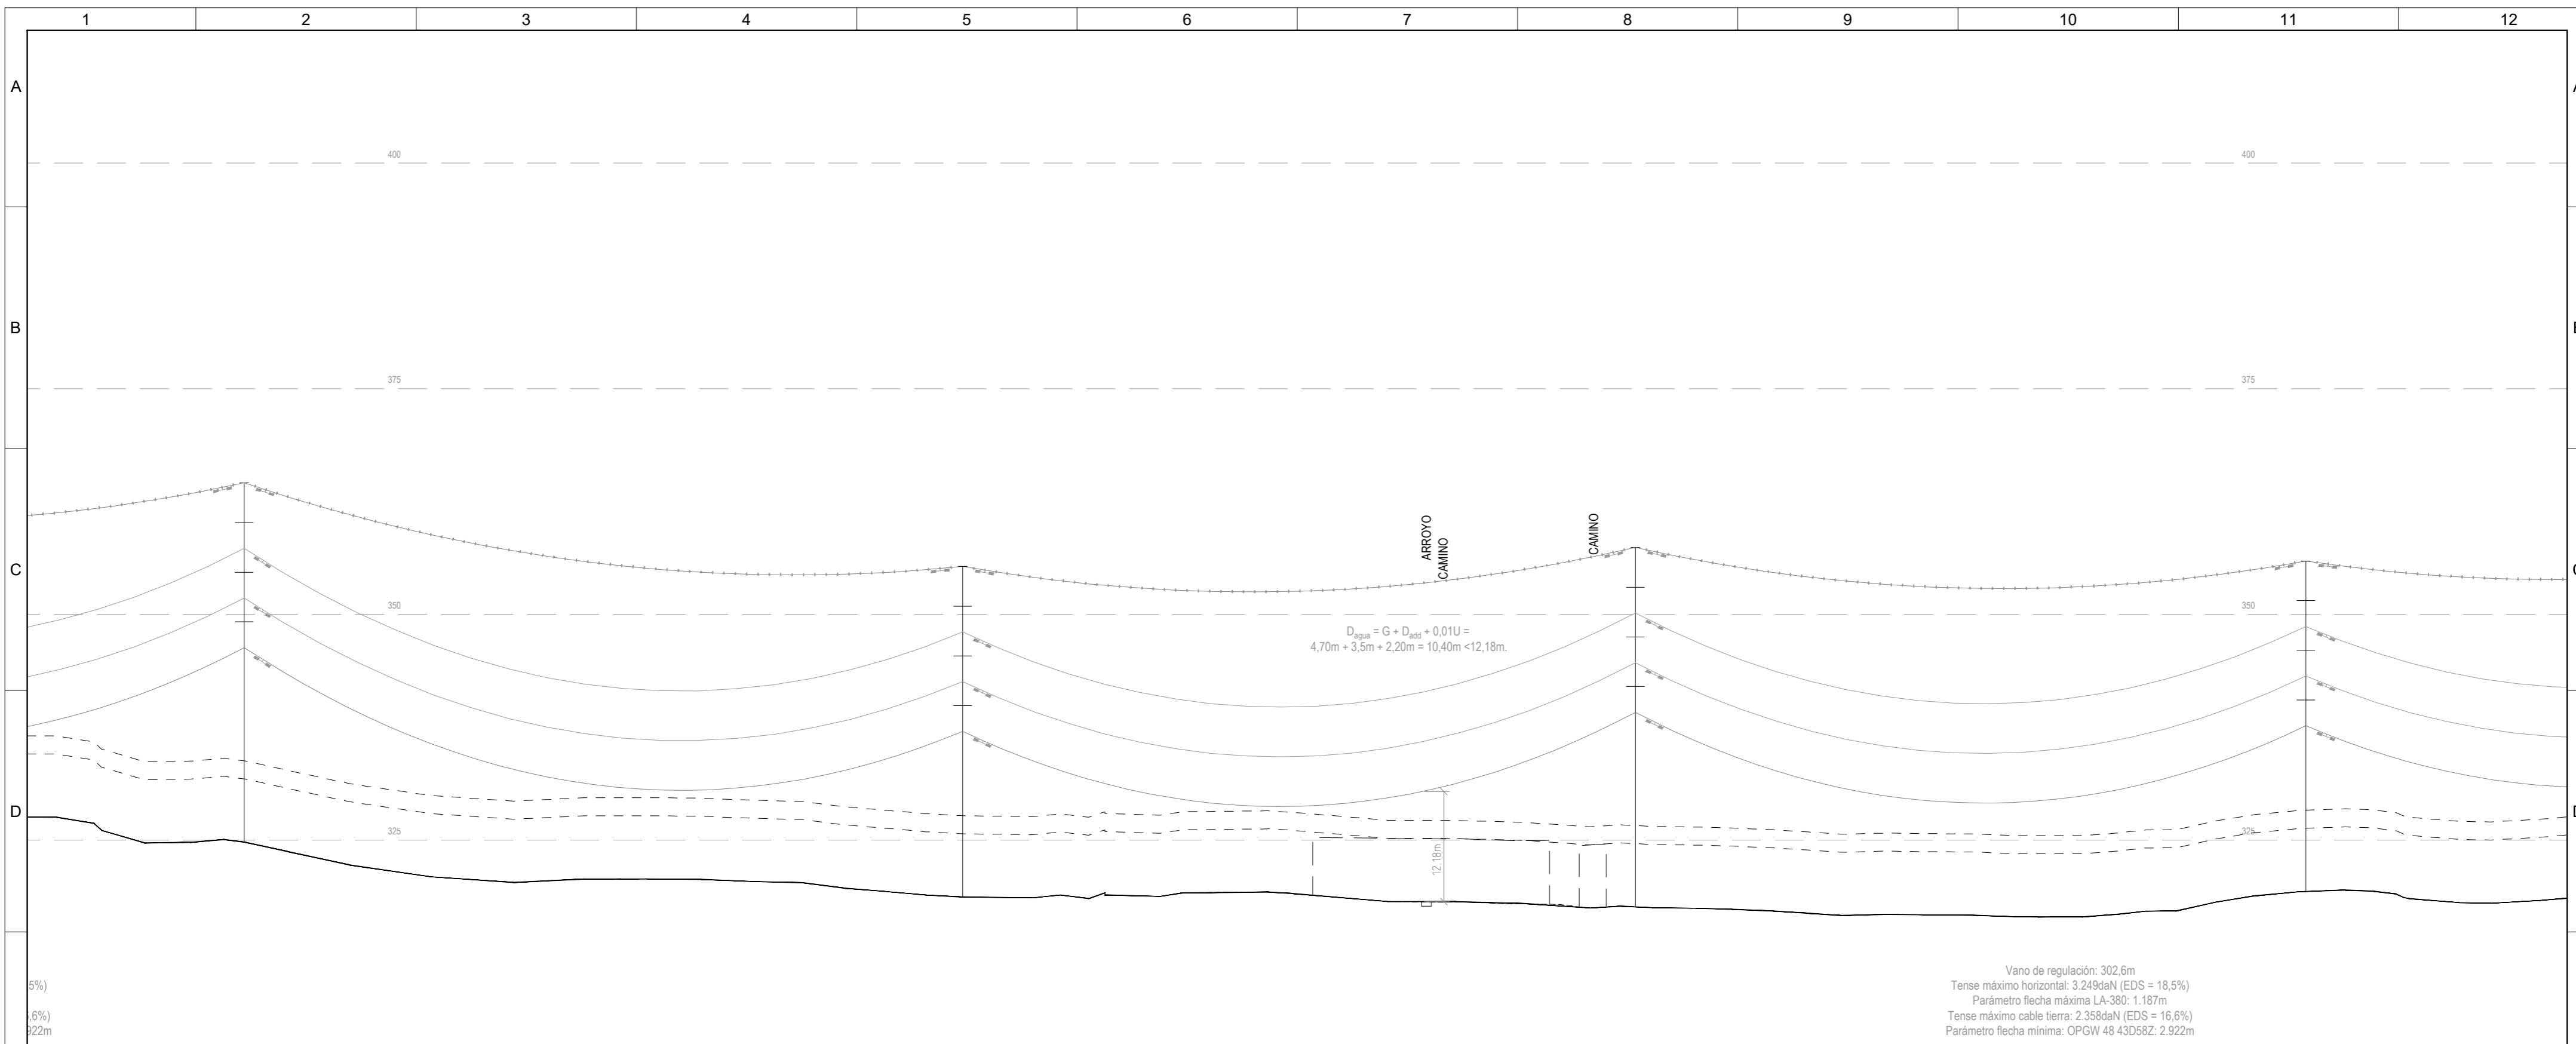 1 2 3 4 5 6 7 8 9 10 11 12
A
400 400
B
375 375
ARROYO
CAMINO
CAMINO
C
350 350
Dagua = G + Dadd + 0,01U =
4,70m + 3,5m + 2,20m = 10,40m <12,18m.
D
325 325
12.18m
5%)
,6%)
922m
Vano de regulación: 302,6m
Tense máximo horizontal: 3.249daN (EDS = 18,5%)
Parámetro flecha máxima LA-380: 1.187m
Tense máximo cable tierra: 2.358daN (EDS = 16,6%)
Parámetro flecha mínima: OPGW 48 43D58Z: 2.922m